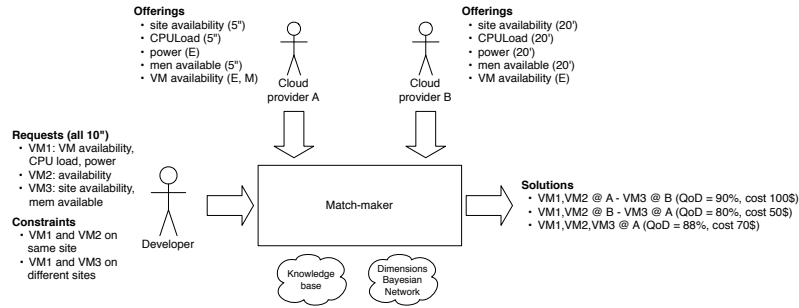 Offerings
• site availability (5")
• CPULoad (5")
• power (E)
• men available (5")
• VM availability (E, M)
Cloud
provider A
Offerings
• site availability (20')
• CPULoad (20')
• power (20')
• men available (20')
• VM availability (E)
Cloud
provider B
Requests (all 10")
• VM1: VM availability,
CPU load, power
• VM2: availability
• VM3: site availability,
mem available
Constraints
• VM1 and VM2 on
same site
• VM1 and VM3 on
different sites
Developer
Match-maker
Knowledge
base
Dimensions
Bayesian
Network
Solutions
• VM1,VM2 @ A - VM3 @ B (QoD = 90%, cost 100$)
• VM1,VM2 @ B - VM3 @ A (QoD = 80%, cost 50$)
• VM1,VM2,VM3 @ A (QoD = 88%, cost 70$)